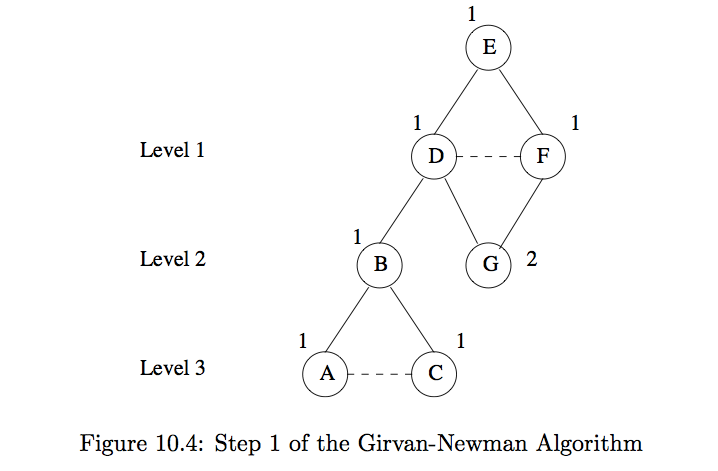 1
E
1
1
Level 1
D
F
1
Level 2
B
G
2
1
1
Level 3
A
C
Figure 10.4: Step 1 of the Girvan-Newman Algorithm